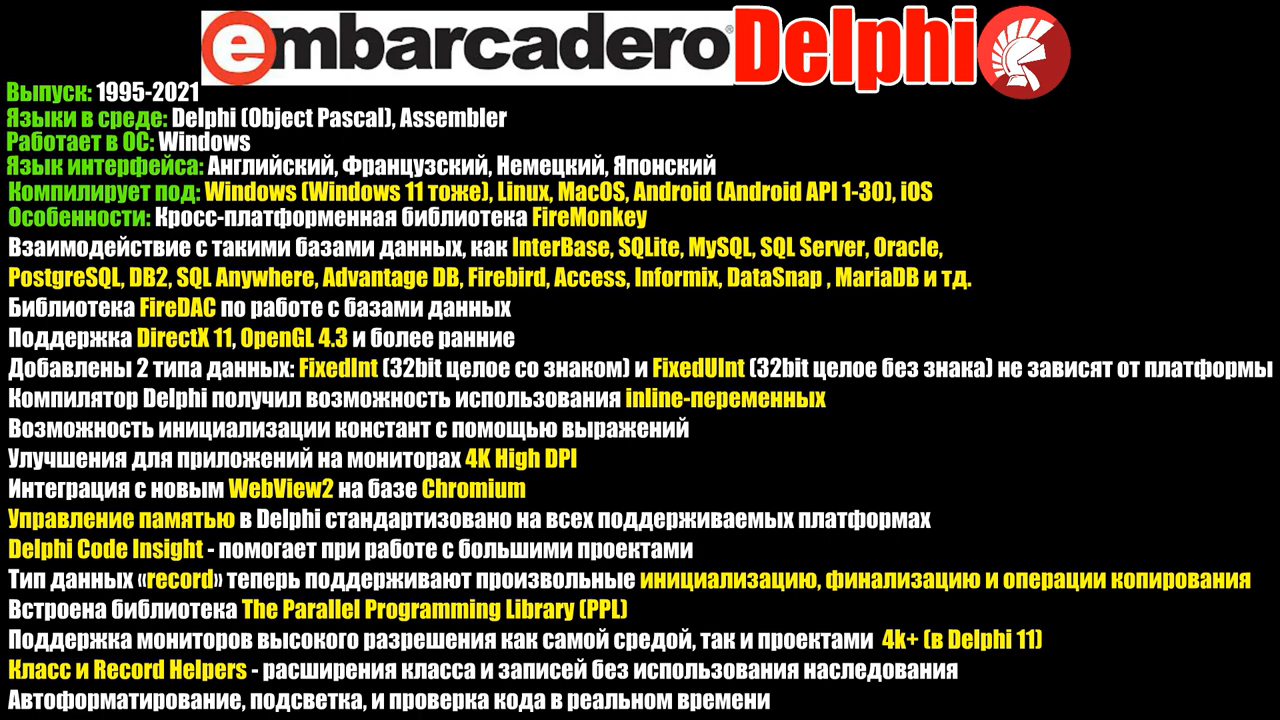 embarcadero® Delphi
Выпуск: 1995-2021
Языки в среде: Delphi (Object Pascal), Assembler
Работает в ОС: Windows
Язык интерфейса: Английский, Французский, Немецкий, Японский
Компилирует под: Windows (Windows 11 тоже), Linux, MacOS, Android (Android API 1-30), iOS
Особенности: Кросс-платформенная библиотека FireMonkey
Взаимодействие с такими базами данных, как InterBase, SQLite, MySQL, SQL Server, Oracle,
PostgreSQL, DB2, SQL Anywhere, Advantage DB, Firebird, Access, Informix, DataSnap , MariaDB и тд.
Библиотека FireDAC по работе с базами данных
Поддержка DirectX 11, OpenGL 4.3 и более ранние
Добавлены 2 типа данных: FixedInt (32bit целое со знаком) и FixedUInt (32bit целое без знака) не зависят от платформы
Компилятор Delphi получил возможность использования inline-переменных
Возможность инициализации констант с помощью выражений
Улучшения для приложений на мониторах 4K High DPI
Интеграция с новым WebView2 на базе Chromium
Управление памятью в Delphi стандартизовано на всех поддерживаемых платформах
Delphi Code Insight - помогает при работе с большими проектами
Тип данных «record» теперь поддерживают произвольные инициализацию, финализацию и операции копирования
Встроена библиотека The Parallel Programming Library (PPL)
Поддержка мониторов высокого разрешения как самой средой, так и проектами 4k+ (в Delphi 11)
Класс и Record Helpers - расширения класса и записей без использования наследования
Автоформатирование, подсветка, и проверка кода в реальном времени